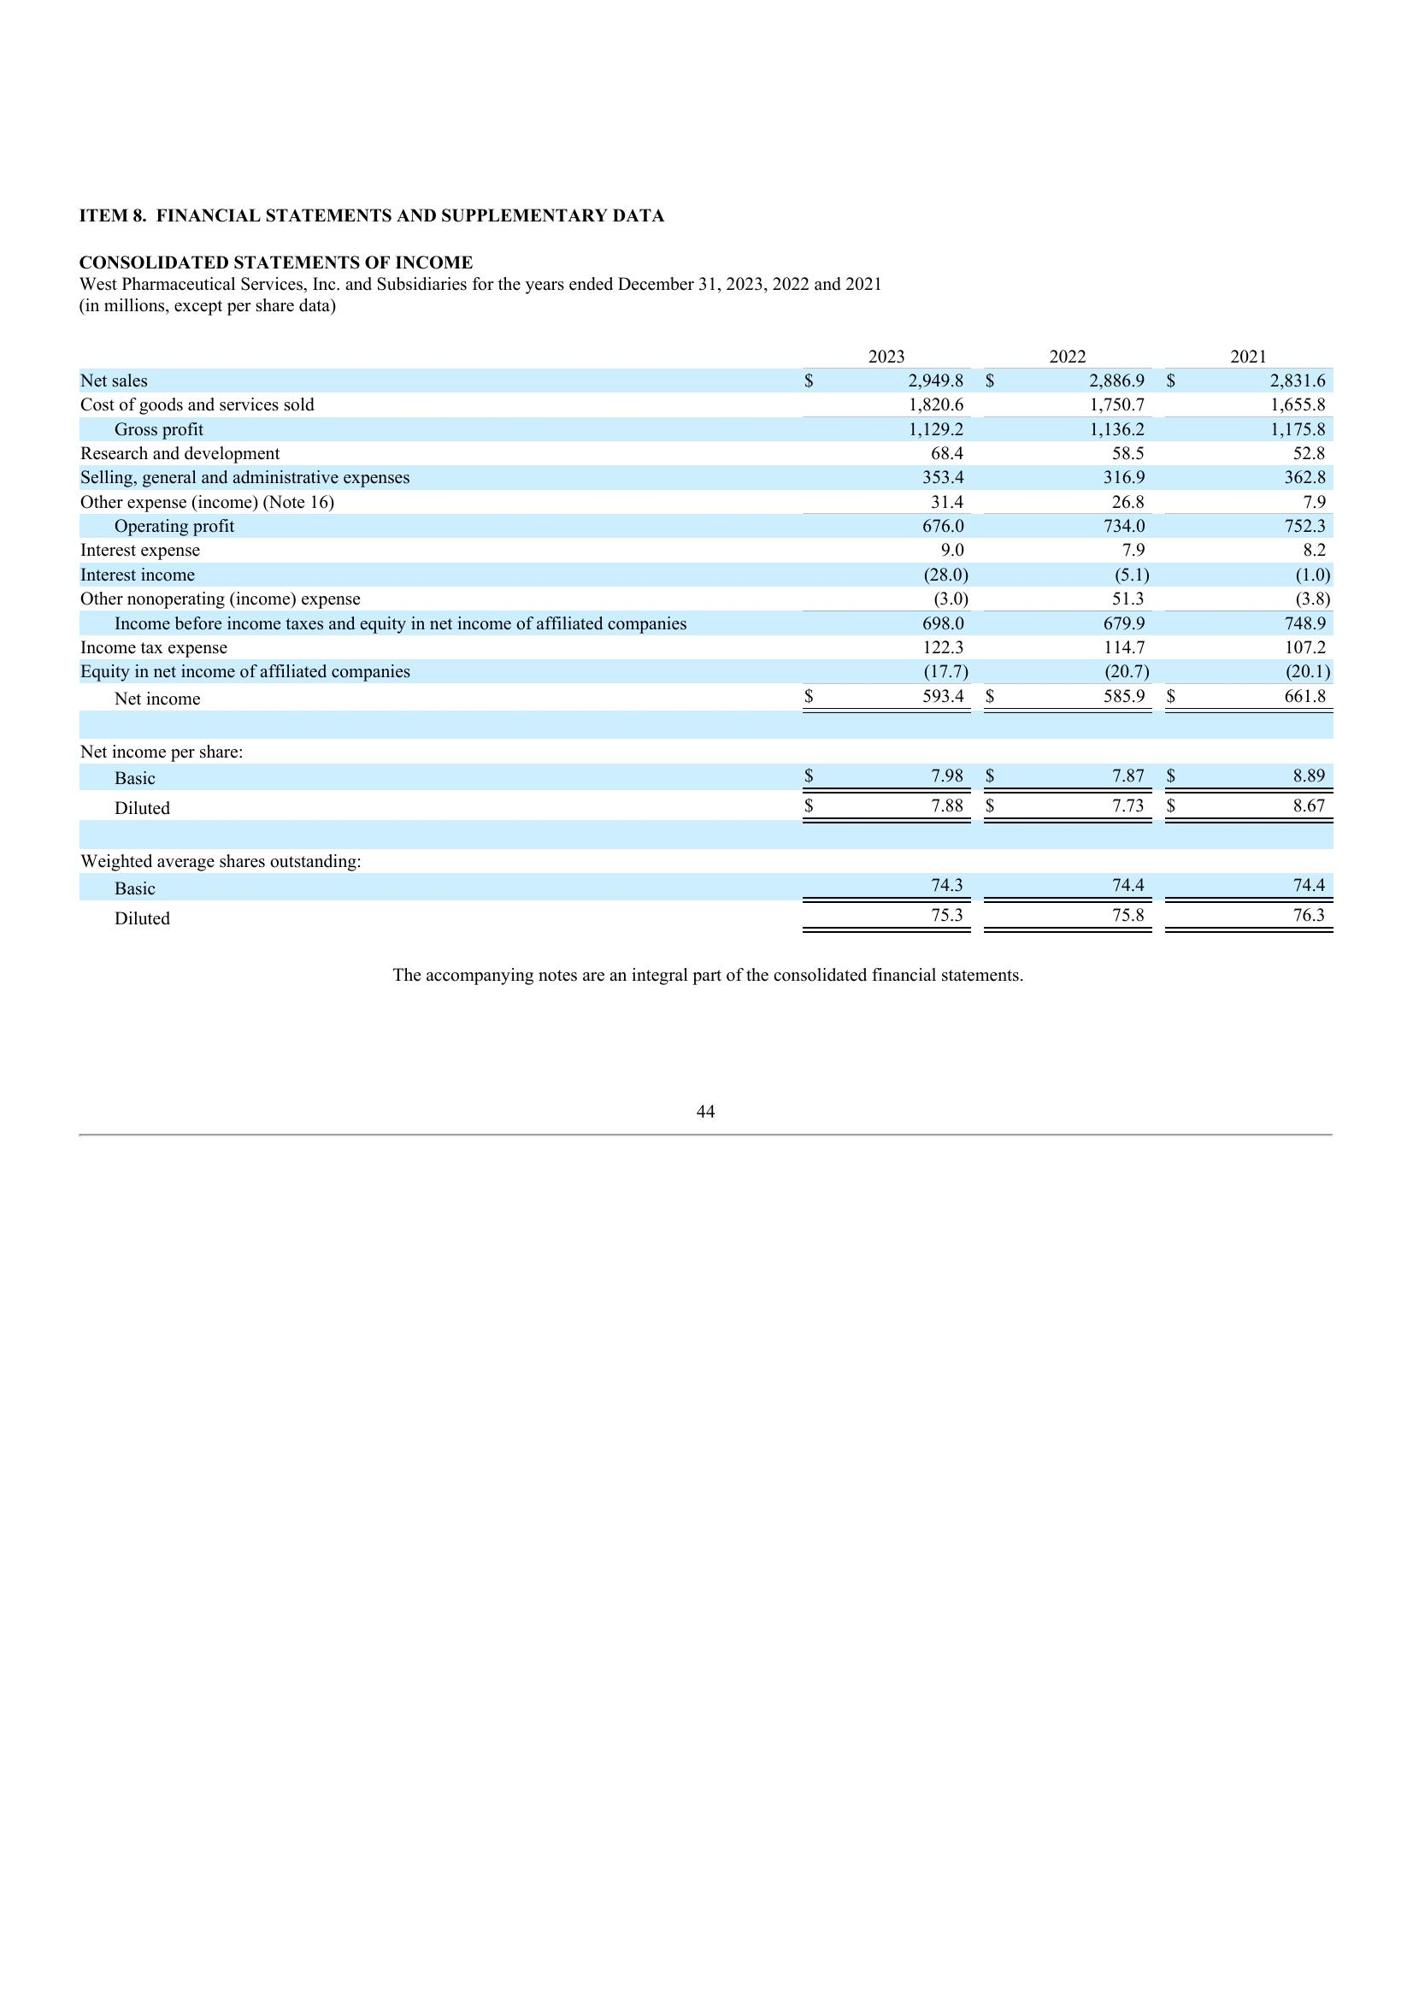 ITEM 8. FINANCIAL STATEMENTS AND SUPPLEMENTARY DATA
CONSOLIDATED STATEMENTS OF INCOME
West Pharmaceutical Services, Inc. and Subsidiaries for the years ended December 31, 2023, 2022 and 2021
(in millions, except per share data)
2023 2022 2021
Net sales $ 2,949.8 $ 2,886.9 $ 2,831.6
Cost of goods and services sold 1,820.6 1,750.7 1,655.8
Gross profit 1,129.2 1,136.2 1,175.8
Research and development 68.4 58.5 52.8
Selling, general and administrative expenses 353.4 316.9 362.8
Other expense (income) (Note 16) 31.4 26.8 7.9
Operating profit 676.0 734.0 752.3
Interest expense 9.0 7.9 8.2
Interest income (28.0) (5.1) (1.0)
Other nonoperating (income) expense (3.0) 51.3 (3.8)
Income before income taxes and equity in net income of affiliated companies 698.0 679.9 748.9
Income tax expense 122.3 114.7 107.2
Equity in net income of affiliated companies (17.7) (20.7) (20.1)
Net income $ 593.4 $ 585.9 $ 661.8
Net income per share:
Basic $ 7.98 $ 7.87 $ 8.89
Diluted $ 7.88 $ 7.73 $ 8.67
Weighted average shares outstanding:
Basic 74.3 74.4 74.4
Diluted 75.3 75.8 76.3
The accompanying notes are an integral part of the consolidated financial statements.
44